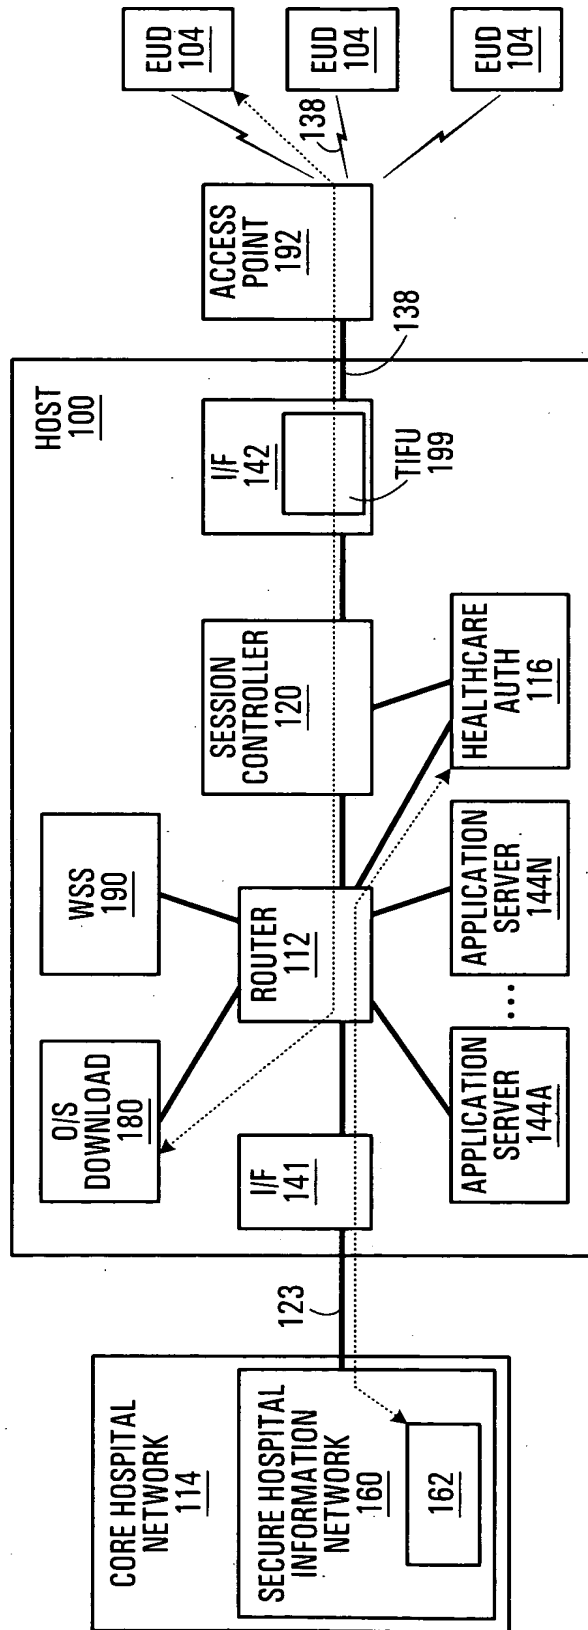 CORE HOSPITAL
NETWORK
114
SECURE HOSPITAL
INFORMATION
NETWORK
160
162
123
HOST
100
I/F
141
O/S
DOWNLOAD
180
WSS
190
ROUTER
112
APPLICATION
SERVER
144A
...
APPLICATION
SERVER
144N
HEALTHCARE
AUTH
116
SESSION
CONTROLLER
120
I/F
142
TIFU
199
138
ACCESS
POINT
192
138
EUD
104
EUD
104
EUD
104